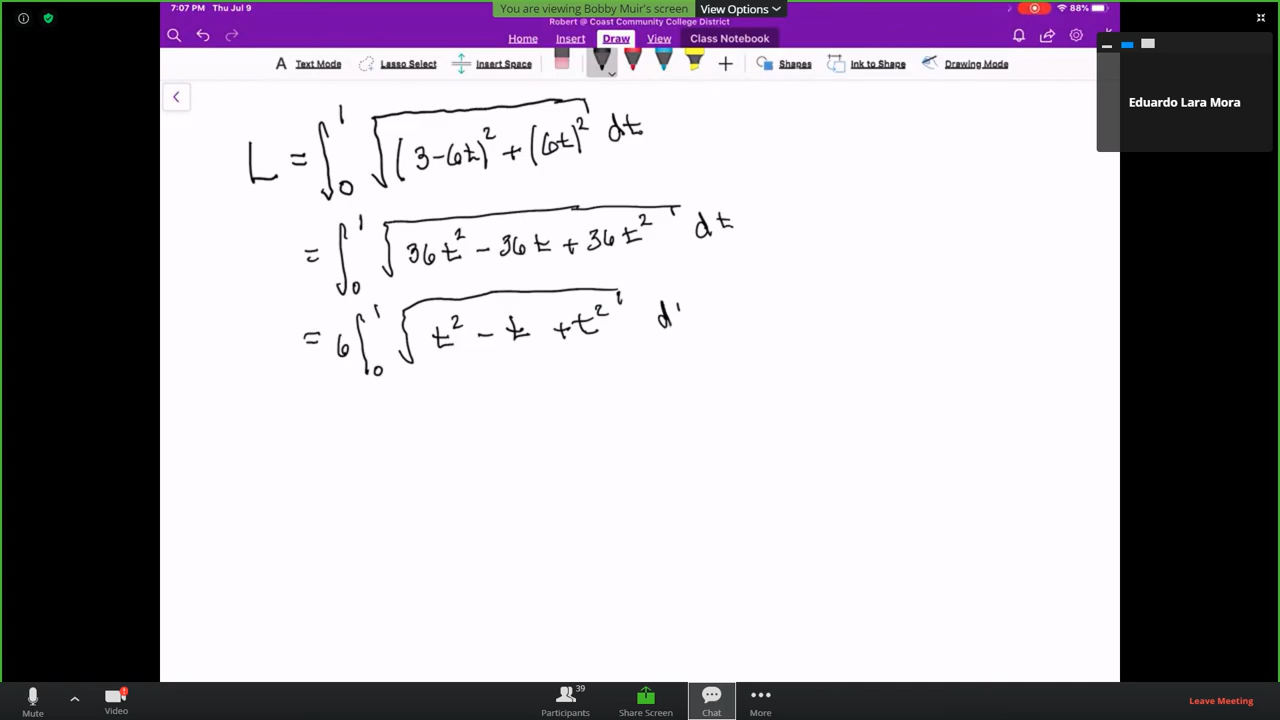 You are viewing Bobby Muir's screen View Options
7:07 PM Thu Jul 9
88%
Robert @ Coast Community College District
Home Insert Draw View Class Notebook
Text Mode Lasso Select Insert Space Shapes Ink to Shape Drawing Mode
Eduardo Lara Mora
L = ∫₀¹ √((3-6t)² + (6t)²) dt
= ∫₀¹ √(36t² - 36t + 36t²) dt
= 6 ∫₀¹ √(t² - t + t²) d
Mute Video Participants 39 Share Screen Chat More Leave Meeting